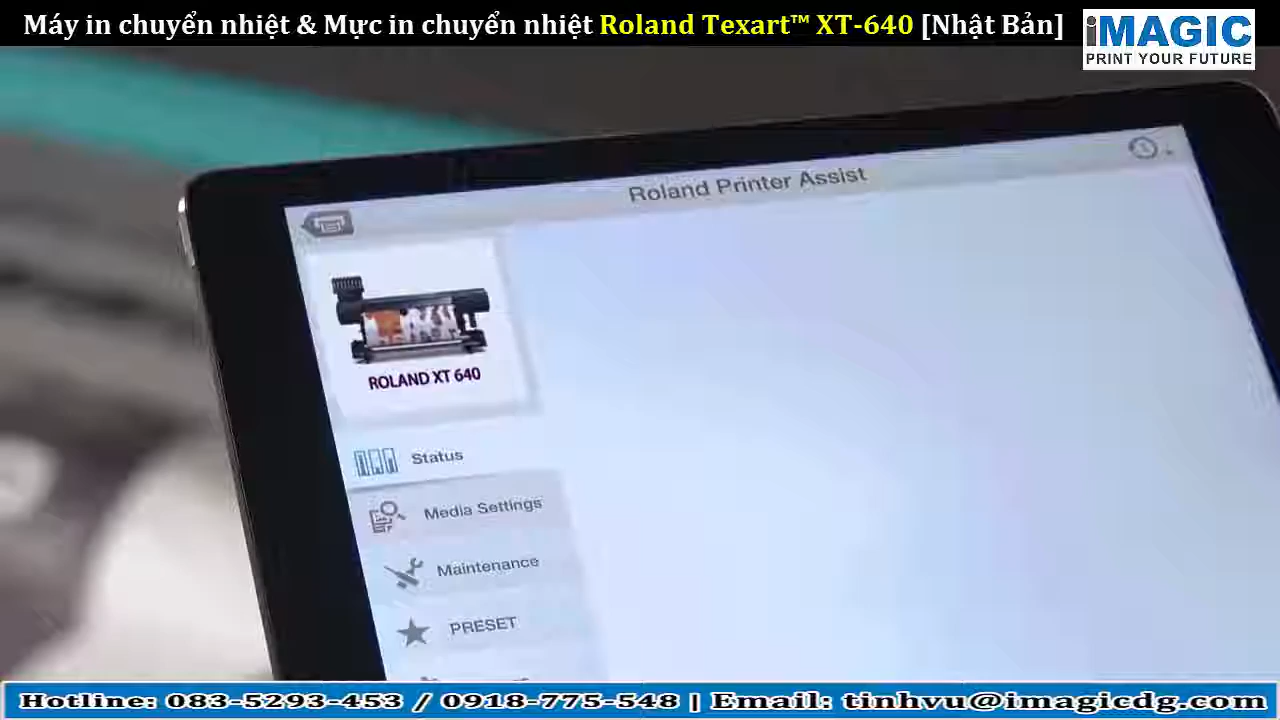 Máy in chuyển nhiệt & Mực in chuyển nhiệt Roland Texart™ XT-640 [Nhật Bản]
iMAGIC
PRINT YOUR FUTURE
Roland Printer Assist
ROLAND XT 640
Status
Media Settings
Maintenance
PRESET
Hotline: 083-5293-453 / 0918-775-548 | Email: tinhvu@imagicdg.com